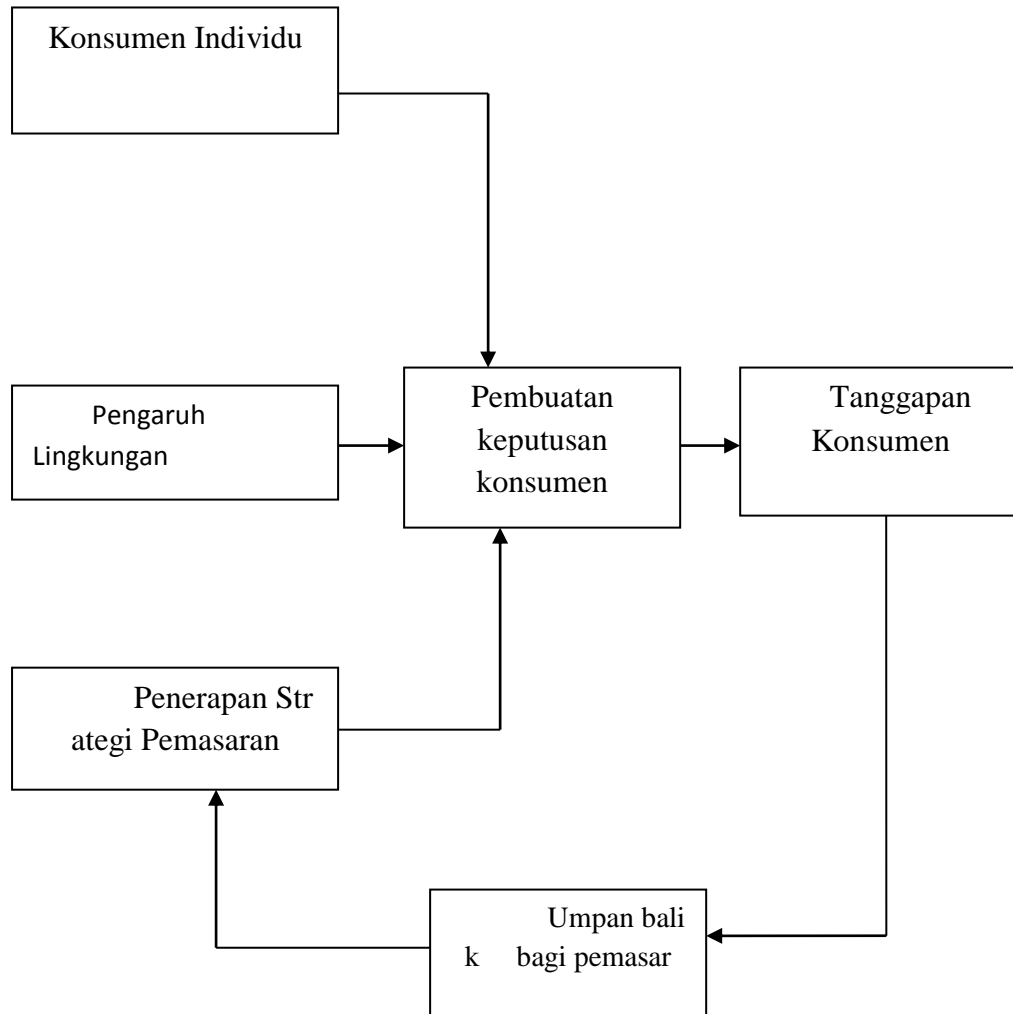 Konsumen Individu
Pengaruh
Lingkungan
Pembuatan
keputusan
konsumen
Tanggapan
Konsumen
Penerapan Str
ategi Pemasaran
Umpan bali
k bagi pemasar